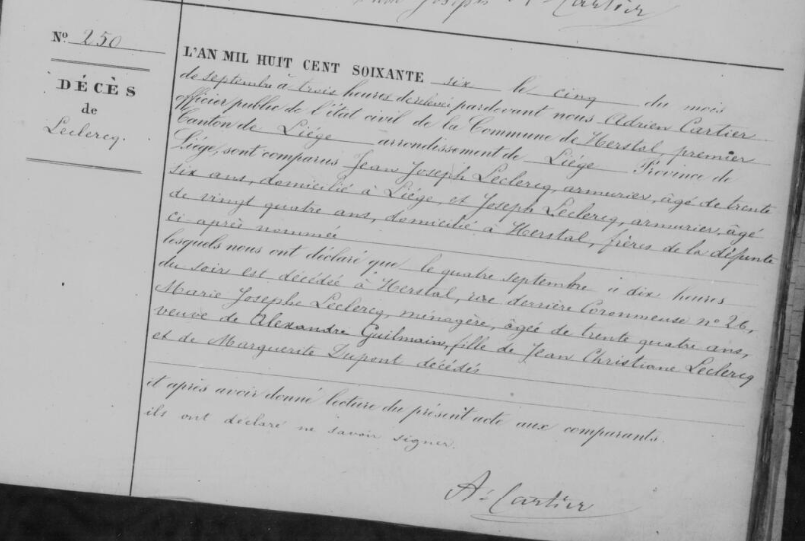 Cartier
N° 250
DÉCÈS
de
Leclercq.
L'AN MIL HUIT CENT SOIXANTE six le cinq du mois
de septembre à trois heures de relevée pardevant nous Adrien Cartier
officier public de l'état civil de la Commune de Herstal premier
Canton de Liége arrondissement de Liége Province de
Liége, sont comparus Jean Joseph Leclercq, armurier, âgé de trente
six ans, domicilié à Liége, et Joseph Leclercq, armurier, âgé
de vingt quatre ans, domicilié à Herstal, frères de la défunte
ci après nommée
lesquels nous ont déclaré que le quatre septembre à dix heures
du soir est décédée à Herstal, rue derrière Coronmeuse n° 26,
Marie Josephe Leclercq, ménagère, âgée de trente quatre ans,
veuve de Alexandre Guilmain, fille de Jean Christiane Leclercq
et de Marguerite Dupont décédés
et après avoir donné lecture du présent acte aux comparants
ils ont déclaré ne savoir signer.
Ad Cartier